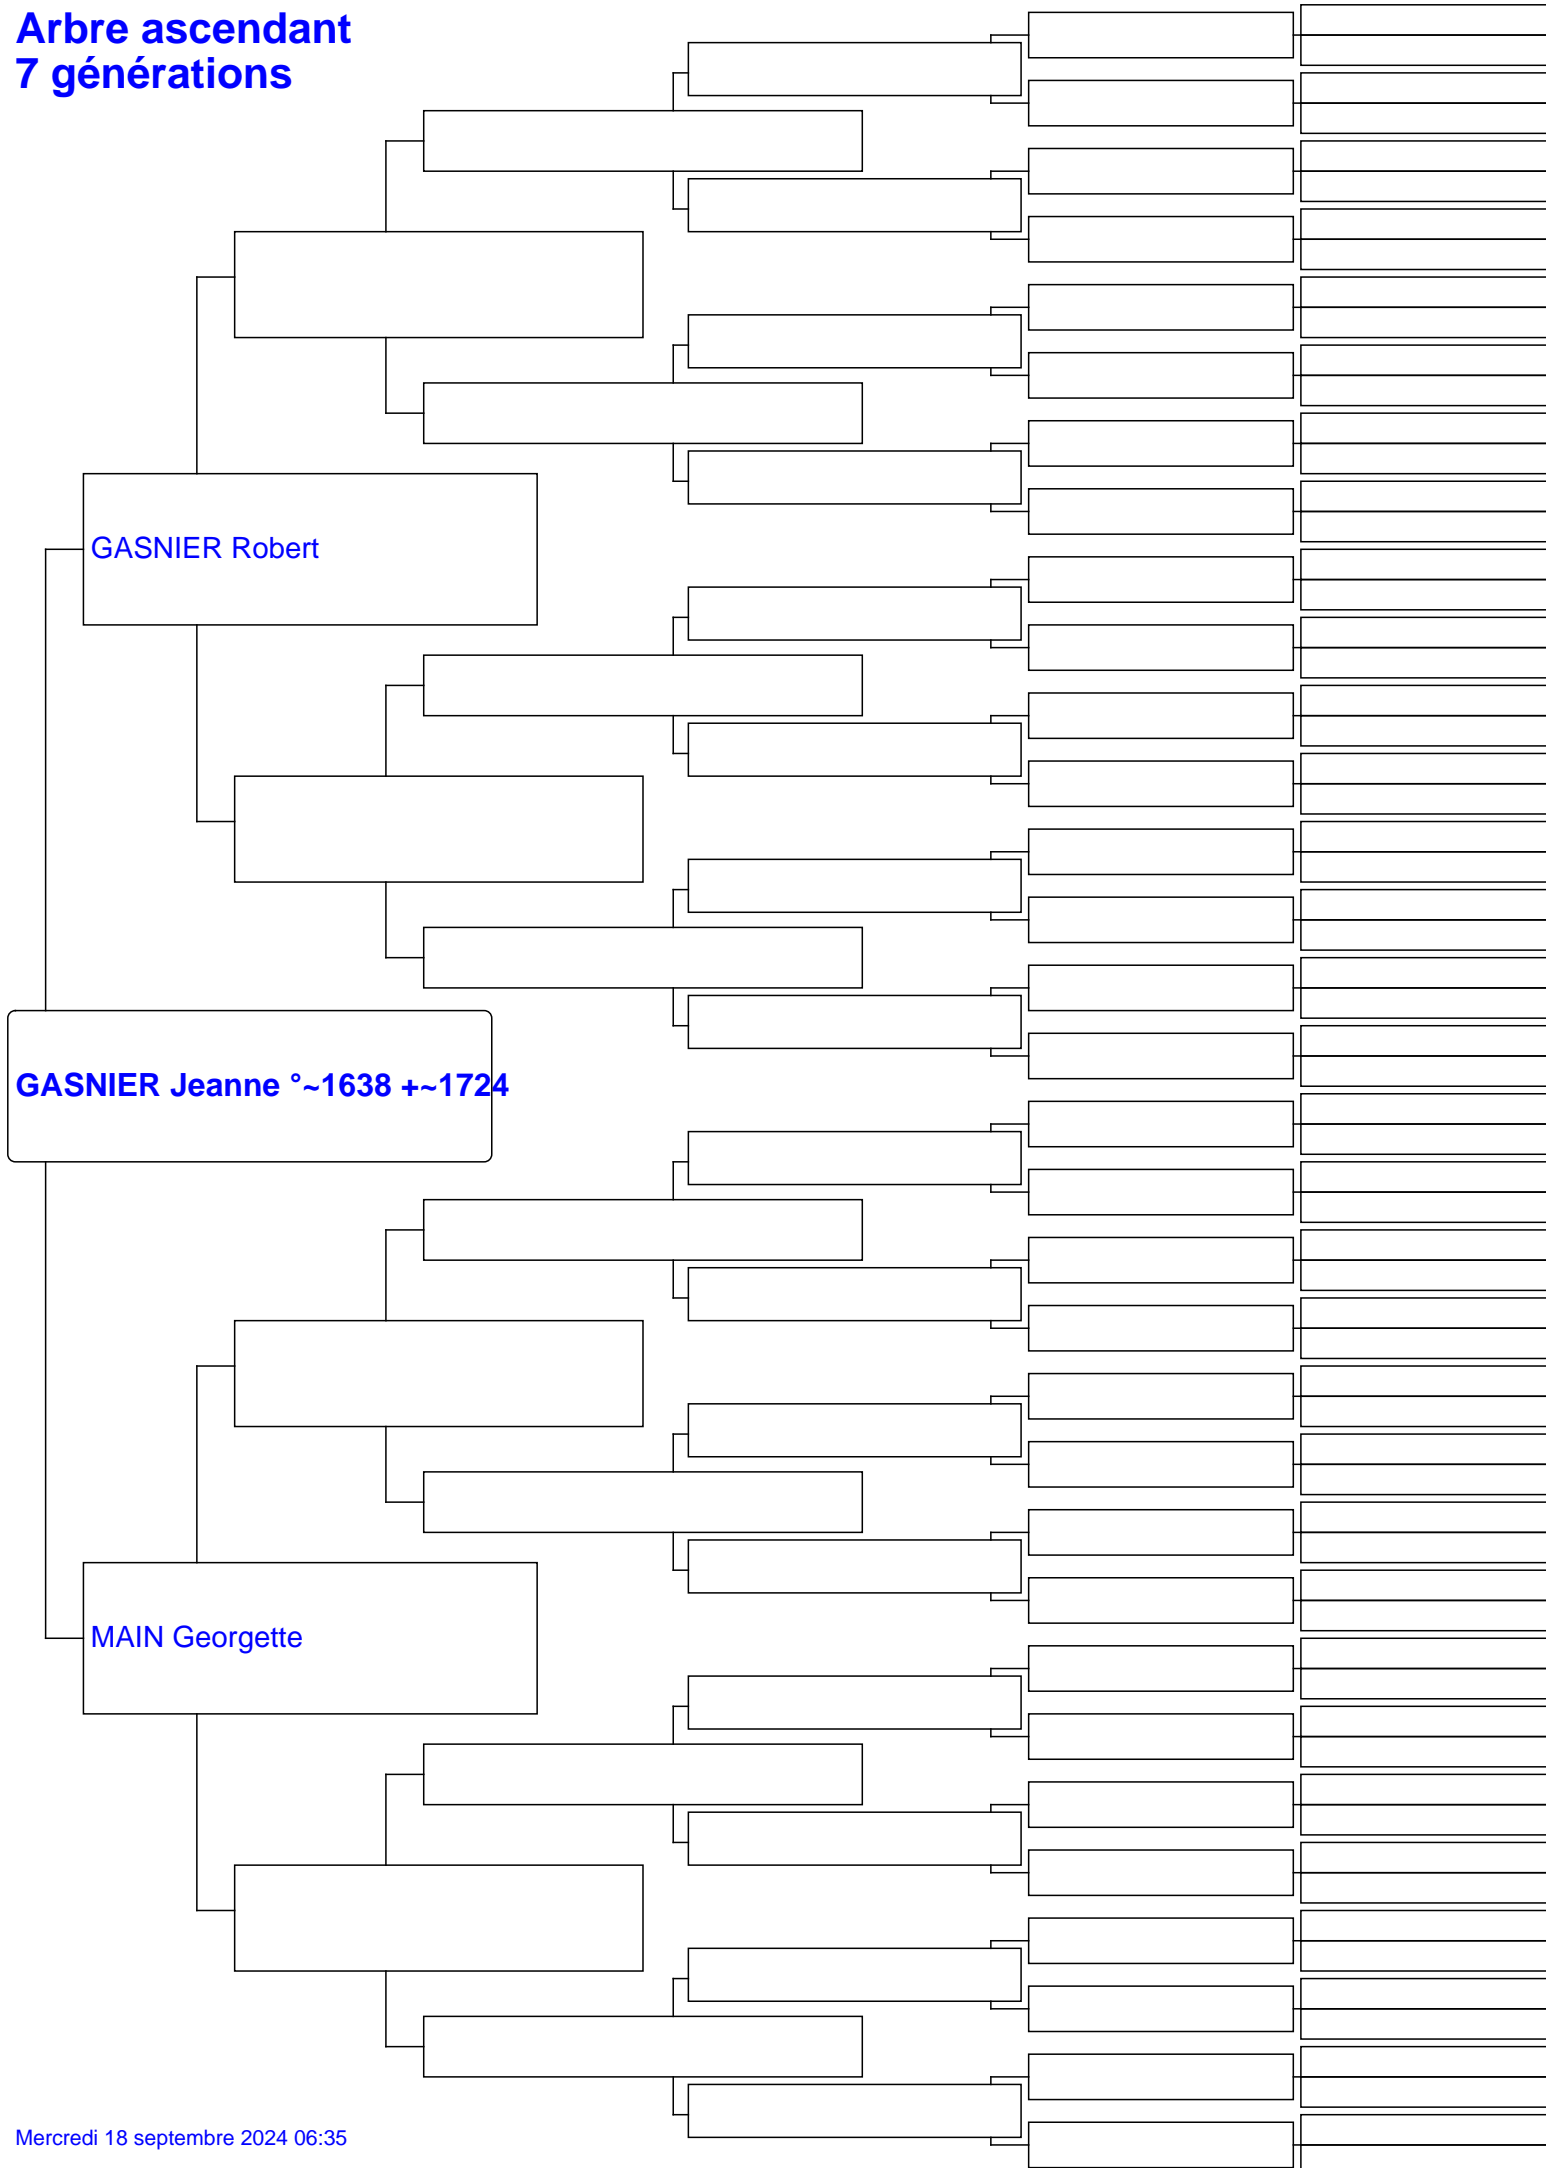 Arbre ascendant
7 générations
GASNIER Robert
GASNIER Jeanne °~1638 +~1724
MAIN Georgette
Mercredi 18 septembre 2024 06:35